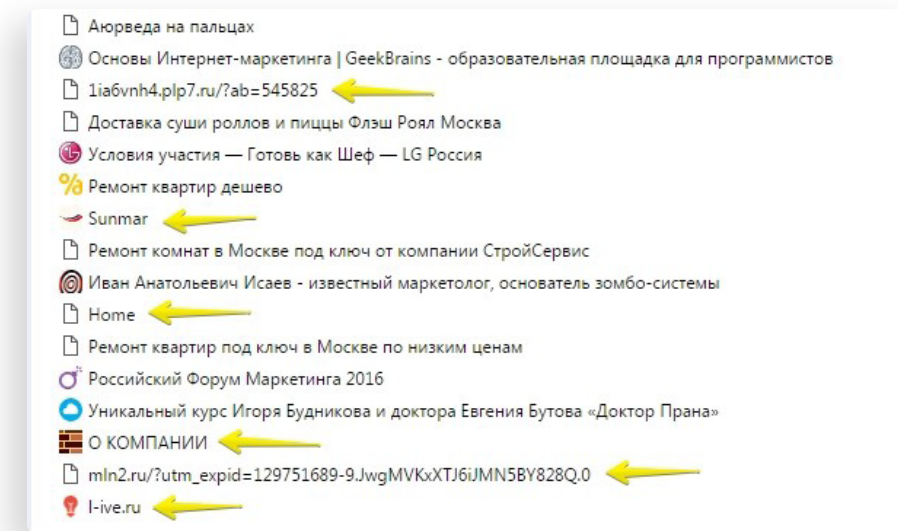 Аюрведа на пальцах
Основы Интернет-маркетинга | GeekBrains - образовательная площадка для программистов
1ia6vnh4.plp7.ru/?ab=545825
Доставка суши роллов и пиццы Флэш Роял Москва
Условия участия — Готовь как Шеф — LG Россия
Ремонт квартир дешево
Sunmar
Ремонт комнат в Москве под ключ от компании СтройСервис
Иван Анатольевич Исаев - известный маркетолог, основатель зомбо-системы
Home
Ремонт квартир под ключ в Москве по низким ценам
Российский Форум Маркетинга 2016
Уникальный курс Игоря Будникова и доктора Евгения Бутова «Доктор Прана»
О КОМПАНИИ
mln2.ru/?utm_expid=129751689-9.JwgMVKxXTJ6iJMN5BY828Q.0
l-ive.ru